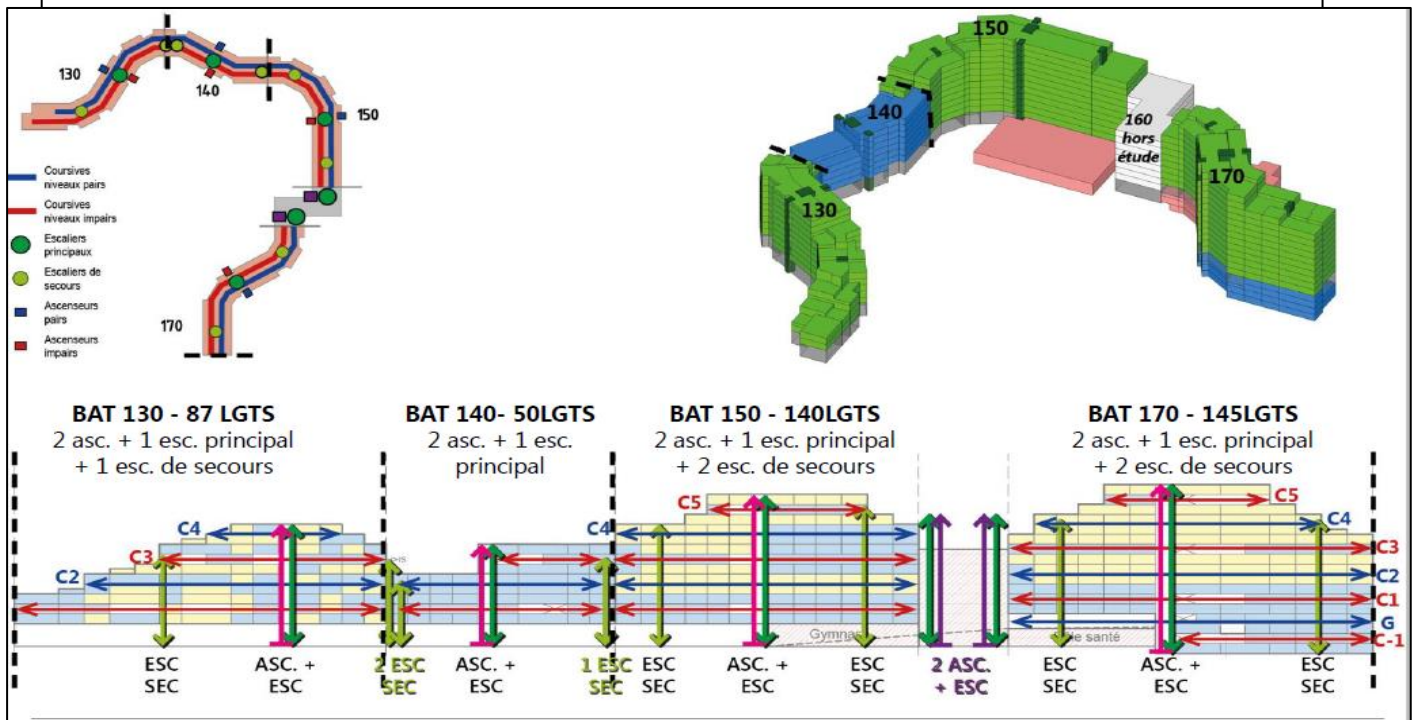 130
140
150
170
Coursives
niveaux pairs
Coursives
niveaux impairs
Escaliers
principaux
Escaliers de
secours
Ascenseurs
pairs
Ascenseurs
impairs
150
140
130
160
hors
étude
170
BAT 130 - 87 LGTS
2 asc. + 1 esc. principal
+ 1 esc. de secours
BAT 140- 50LGTS
2 asc. + 1 esc.
principal
BAT 150 - 140LGTS
2 asc. + 1 esc. principal
+ 2 esc. de secours
BAT 170 - 145LGTS
2 asc. + 1 esc. principal
+ 2 esc. de secours
C4
C3
C2
C5
C4
C5
C4
C3
C2
C1
G
C-1
Gymnas
le santé
ESC
SEC
ASC. +
ESC
2 ESC
SEC
ASC. +
ESC
1 ESC
SEC
ESC
SEC
ASC. +
ESC
ESC
SEC
2 ASC.
+ ESC
ESC
SEC
ASC. +
ESC
ESC
SEC